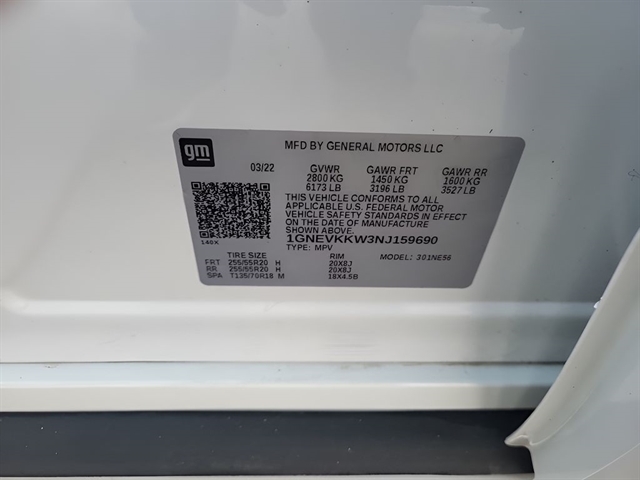 gm
MFD BY GENERAL MOTORS LLC
03/22 GVWR GAWR FRT GAWR RR
2800 KG 1450 KG 1600 KG
6173 LB 3196 LB 3527 LB
THIS VEHICLE CONFORMS TO ALL
APPLICABLE U.S. FEDERAL MOTOR
VEHICLE SAFETY STANDARDS IN EFFECT
ON THE DATE OF MANUFACTURE
SHOWN ABOVE.
1GNEVKKW3NJ159690
140X TYPE: MPV MODEL: 301NE56
TIRE SIZE RIM
FRT 255/55R20 H 20X8J
RR 255/55R20 H 20X8J
SPA T135/70R18 M 18X4.5B